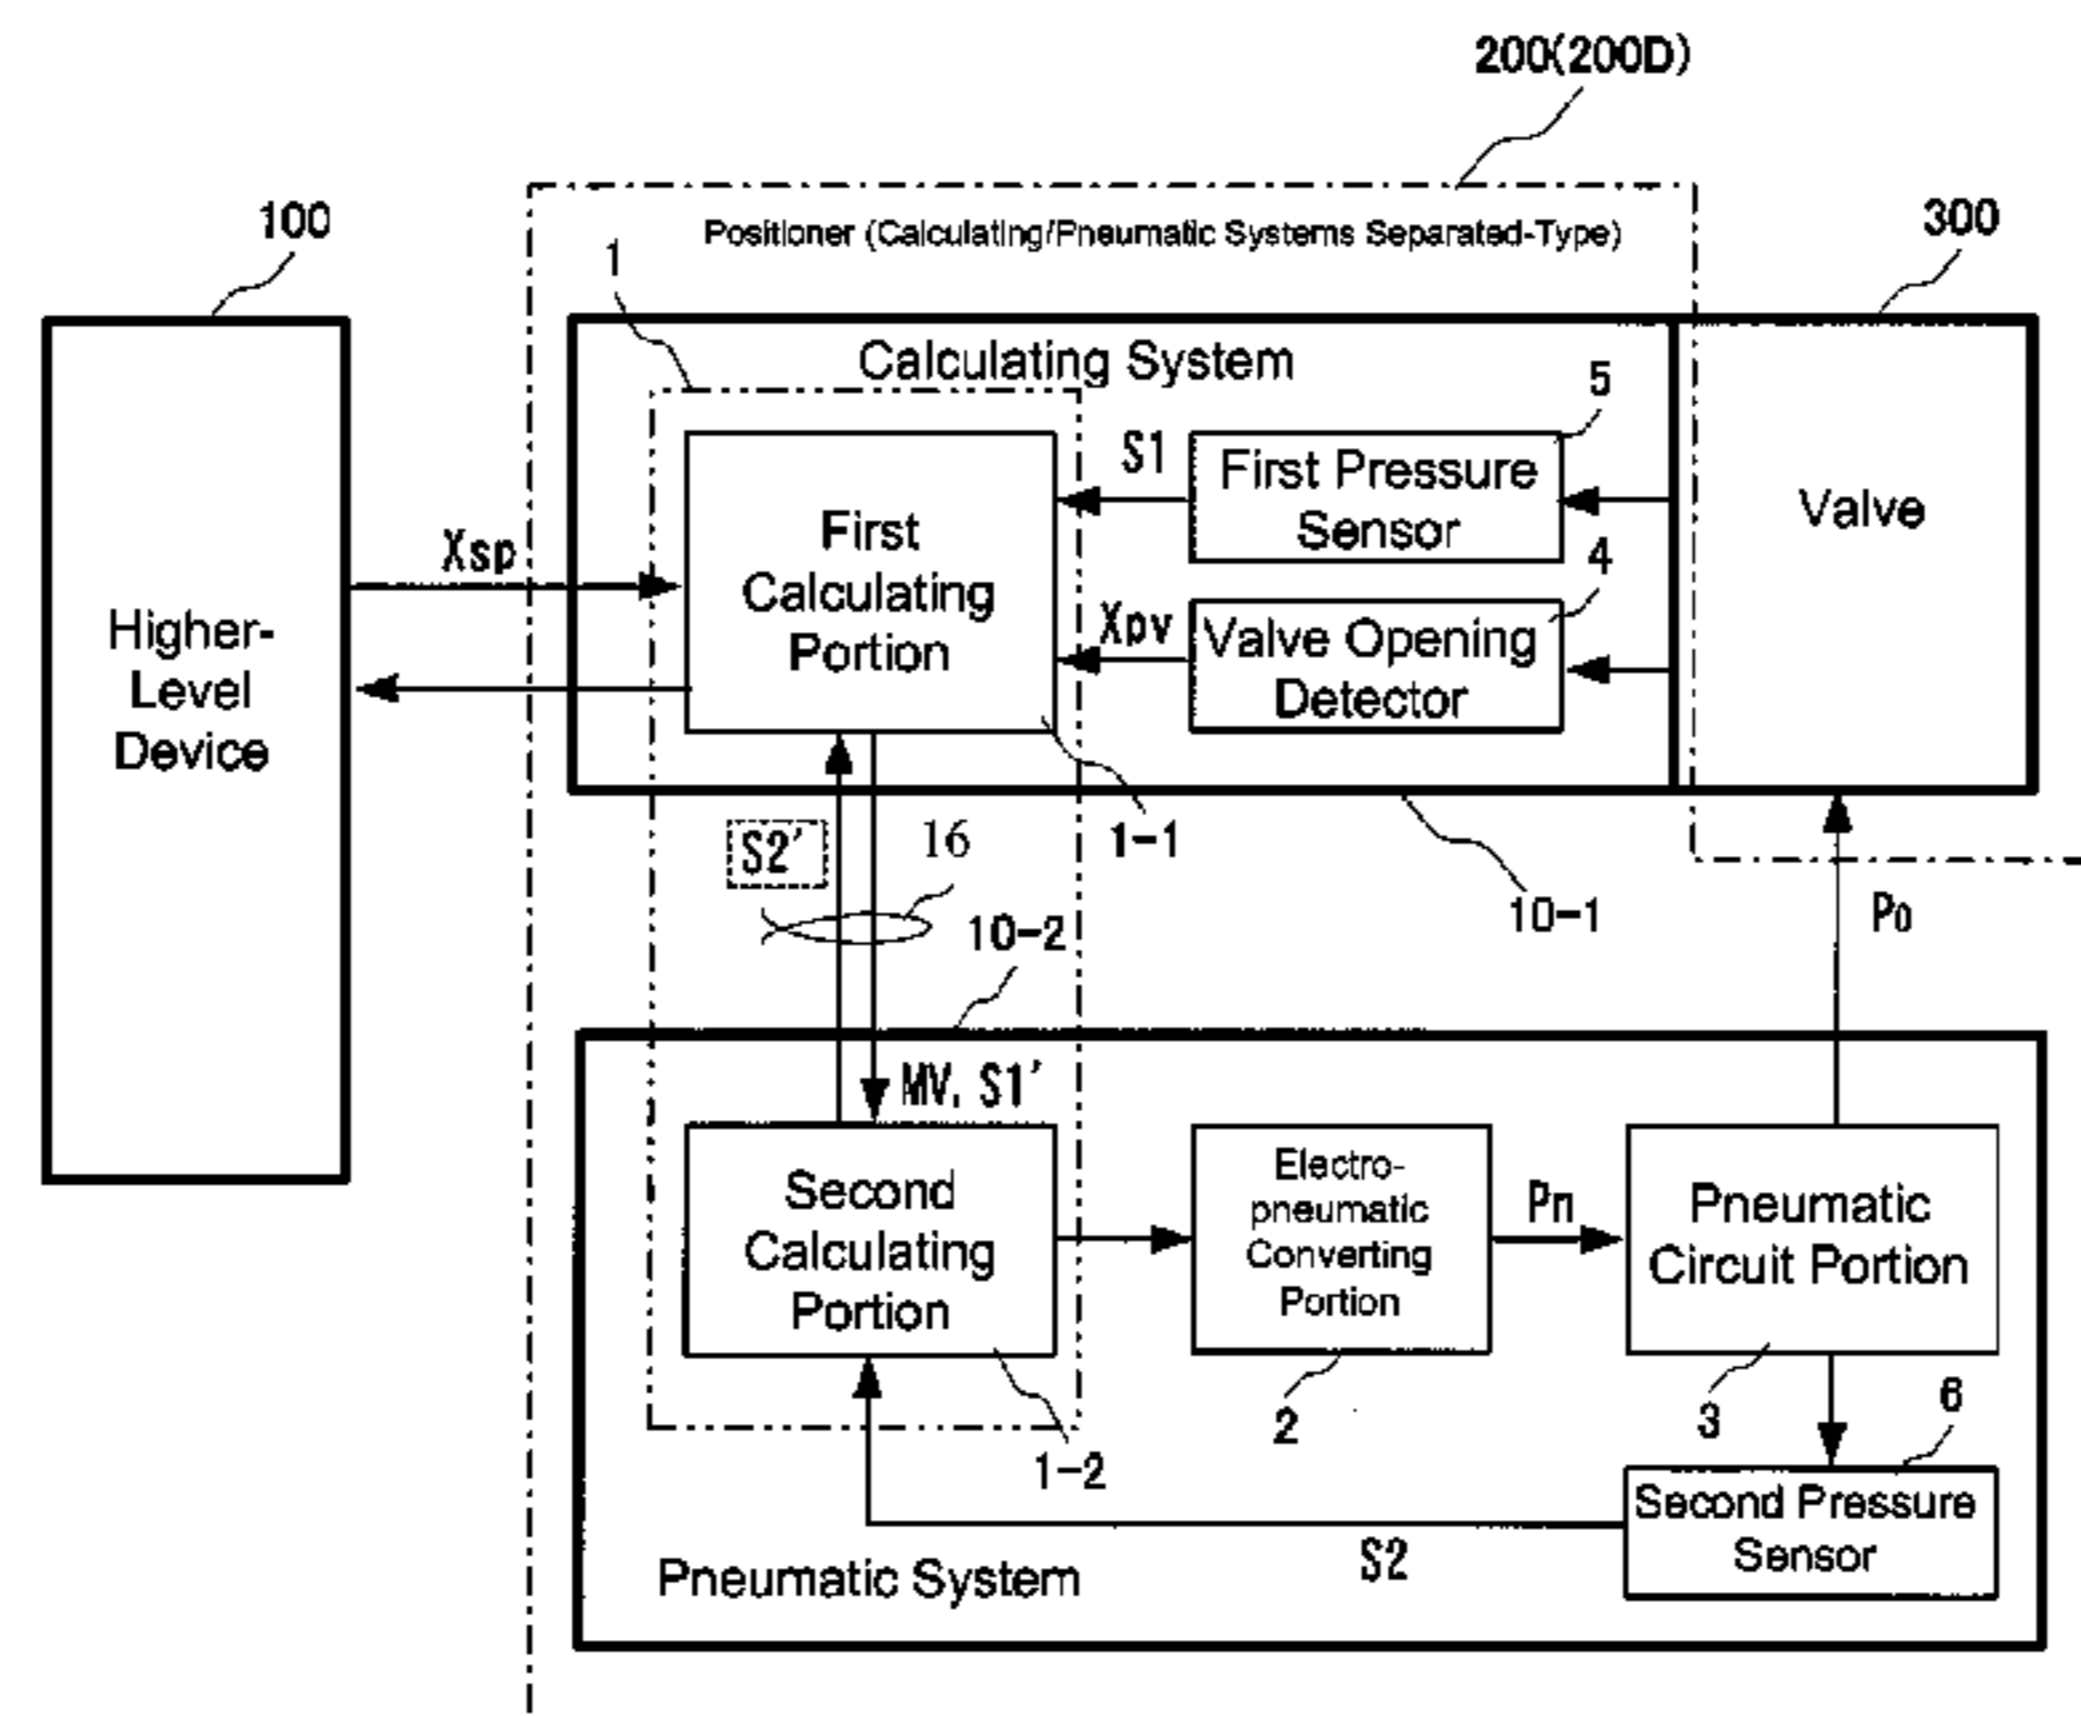 200(200D)
100
300
Positioner (Calculating/Pneumatic Systems Separated-Type)
1
Calculating System
5
S1
First Pressure
Sensor
First
Calculating
Portion
Valve
Xsp
4
Xpv
Valve Opening
Detector
Higher-
Level
Device
S2'
16
1-1
10-1
10-2
P0
MV, S1'
Second
Calculating
Portion
Electro-
pneumatic
Converting
Portion
Pn
Pneumatic
Circuit Portion
2
3
6
1-2
Second Pressure
Sensor
S2
Pneumatic System